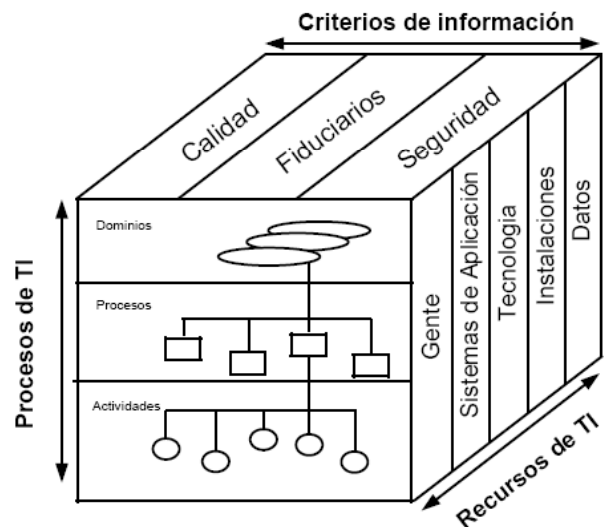 Criterios de información
Calidad
Fiduciarios
Seguridad
Procesos de TI
Dominios
Procesos
Actividades
Gente
Sistemas de Aplicación
Tecnologia
Instalaciones
Datos
Recursos de TI